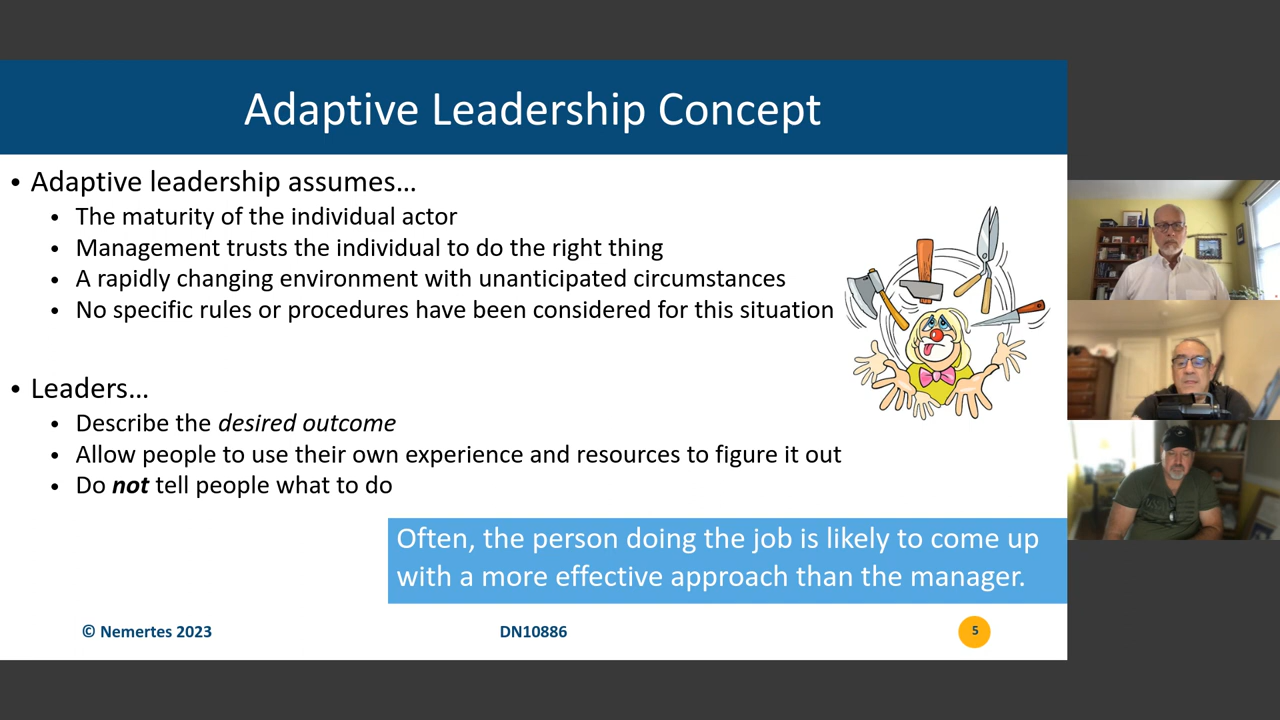 Adaptive Leadership Concept
• Adaptive leadership assumes…
• The maturity of the individual actor
• Management trusts the individual to do the right thing
• A rapidly changing environment with unanticipated circumstances
• No specific rules or procedures have been considered for this situation
• Leaders…
• Describe the desired outcome
• Allow people to use their own experience and resources to figure it out
• Do not tell people what to do
Often, the person doing the job is likely to come up
with a more effective approach than the manager.
© Nemertes 2023
DN10886
5